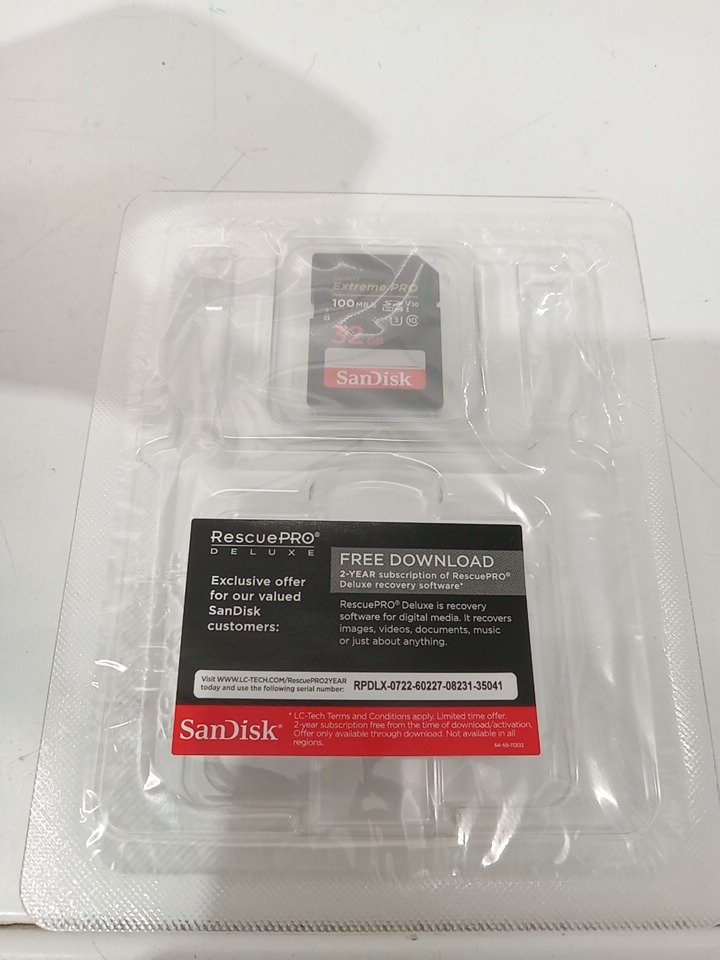 Extreme PRO
100 MB/s
V30
3
10
32 GB
SanDisk
RescuePRO®
DELUXE
Exclusive offer
for our valued
SanDisk
customers:
FREE DOWNLOAD
2-YEAR subscription of RescuePRO®
Deluxe recovery software*
RescuePRO® Deluxe is recovery
software for digital media. It recovers
images, videos, documents, music
or just about anything.
Visit WWW.LC-TECH.COM/RescuePRO2YEAR
today and use the following serial number:
RPDLX-0722-60227-08231-35041
SanDisk®
* LC-Tech Terms and Conditions apply. Limited time offer.
2-year subscription free from the time of download/activation.
Offer only available through download. Not available in all
regions.